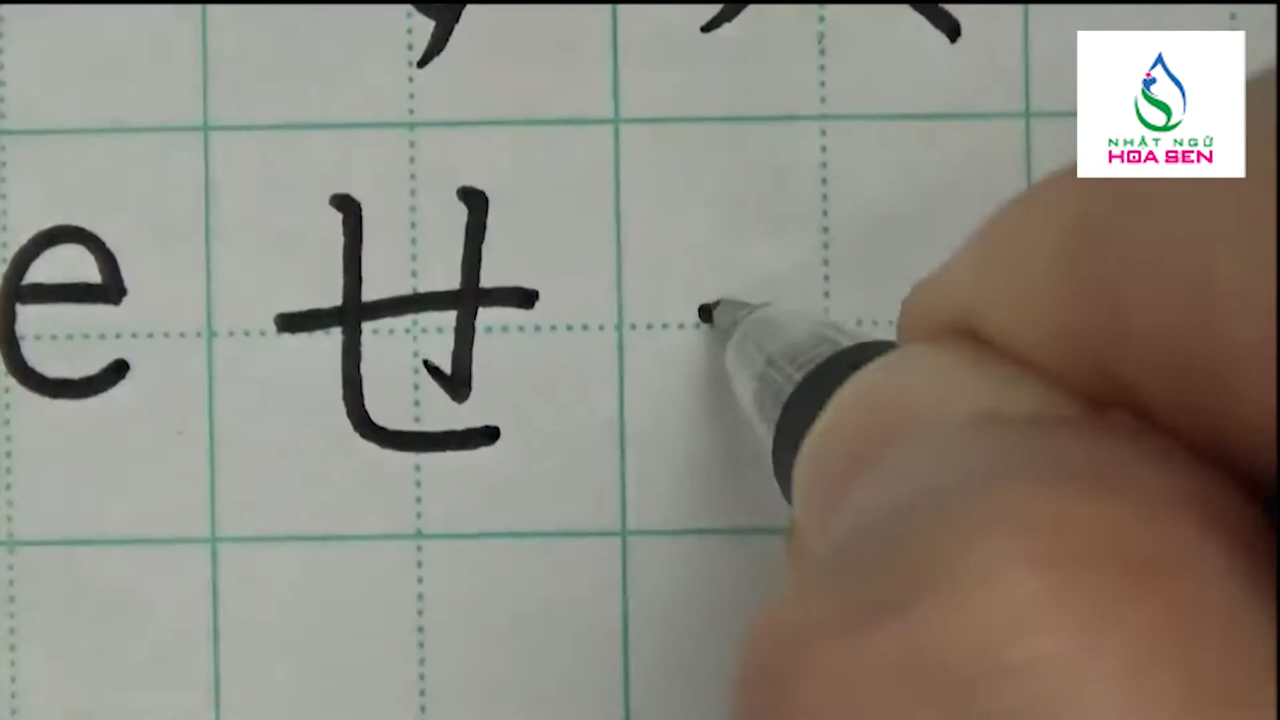 NHẬT NGỮ
HOA SEN
e せ